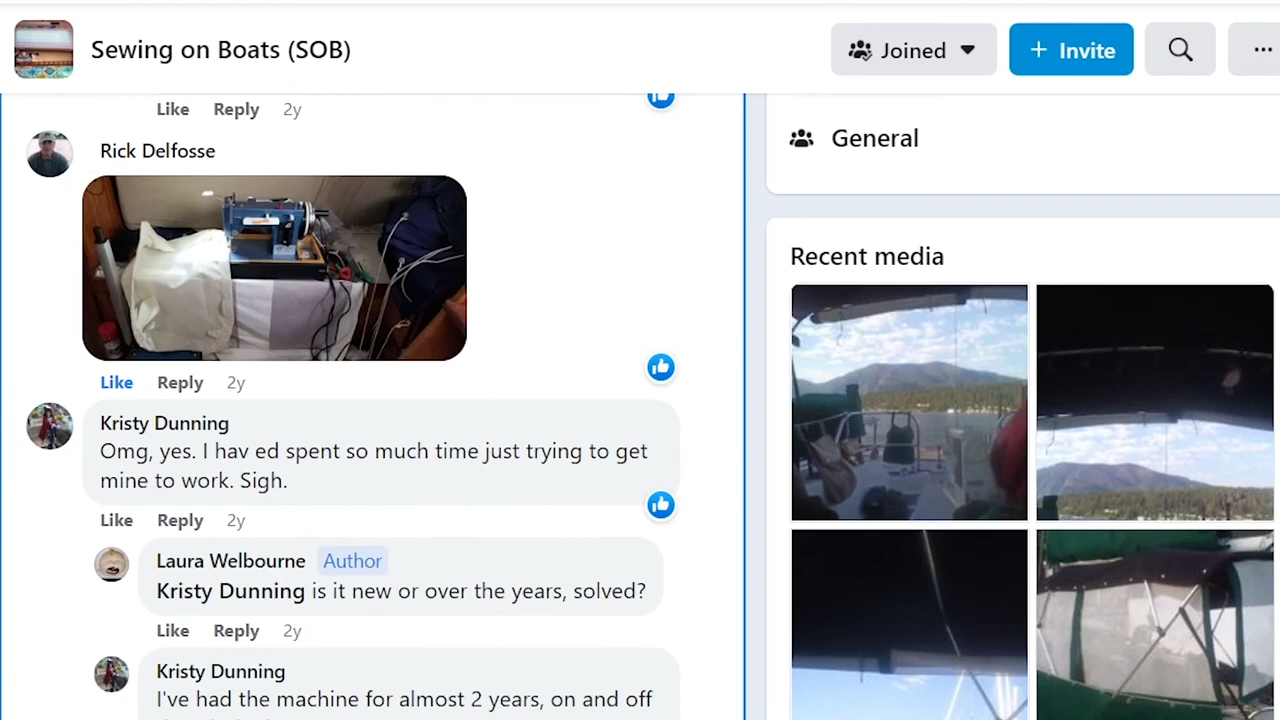 Sewing on Boats (SOB)
Joined
+ Invite
Like Reply 2y
Rick Delfosse
Like Reply 2y
Kristy Dunning
Omg, yes. I hav ed spent so much time just trying to get
mine to work. Sigh.
Like Reply 2y
Laura Welbourne Author
Kristy Dunning is it new or over the years, solved?
Like Reply 2y
Kristy Dunning
I've had the machine for almost 2 years, on and off
General
Recent media